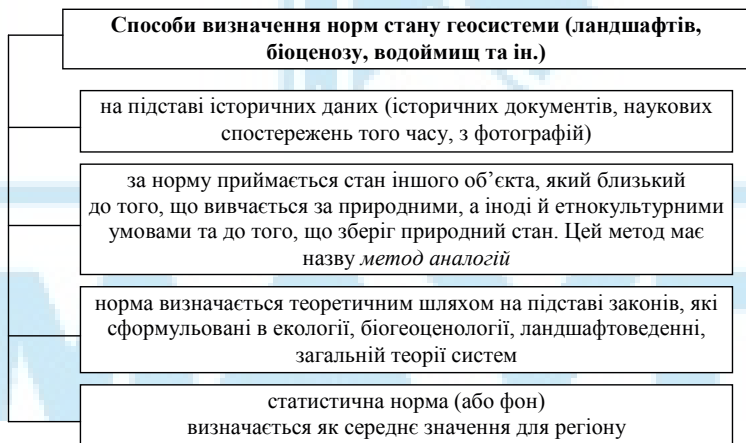 Способи визначення норм стану геосистеми (ландшафтів,
біоценозу, водоймищ та ін.)
на підставі історичних даних (історичних документів, наукових
спостережень того часу, з фотографій)
за норму приймається стан іншого об’єкта, який близький
до того, що вивчається за природними, а іноді й етнокультурними
умовами та до того, що зберіг природний стан. Цей метод має
назву метод аналогій
норма визначається теоретичним шляхом на підставі законів, які
сформульовані в екології, біогеоценології, ландшафтоведенні,
загальній теорії систем
статистична норма (або фон)
визначається як середнє значення для регіону